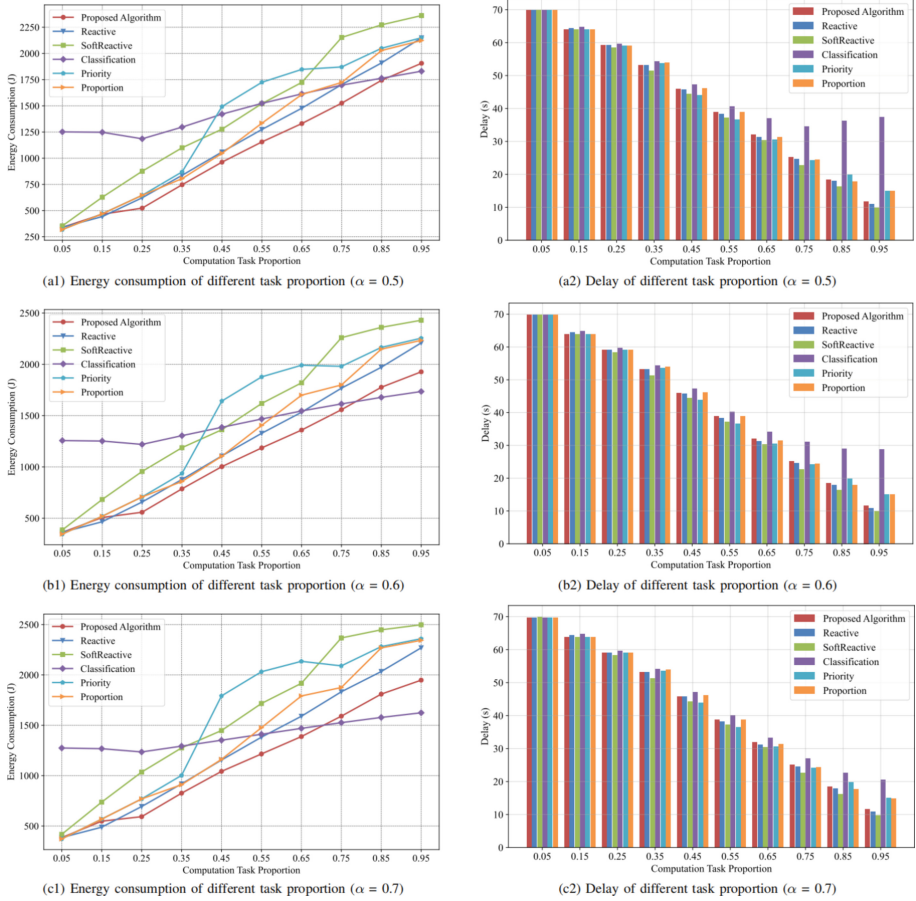 Energy Consumption (J)
2250
2000
1750
1500
1250
1000
750
500
250
Proposed Algorithm
Reactive
SoftReactive
Classification
Priority
Proportion
0.05 0.15 0.25 0.35 0.45 0.55 0.65 0.75 0.85 0.95
Computation Task Proportion
(a1) Energy consumption of different task proportion (α = 0.5)
Delay (s)
70
60
50
40
30
20
10
0
Proposed Algorithm
Reactive
SoftReactive
Classification
Priority
Proportion
0.05 0.15 0.25 0.35 0.45 0.55 0.65 0.75 0.85 0.95
Computation Task Proportion
(a2) Delay of different task proportion (α = 0.5)
Energy Consumption (J)
2500
2000
1500
1000
500
Proposed Algorithm
Reactive
SoftReactive
Classification
Priority
Proportion
0.05 0.15 0.25 0.35 0.45 0.55 0.65 0.75 0.85 0.95
Computation Task Proportion
(b1) Energy consumption of different task proportion (α = 0.6)
Delay (s)
70
60
50
40
30
20
10
0
Proposed Algorithm
Reactive
SoftReactive
Classification
Priority
Proportion
0.05 0.15 0.25 0.35 0.45 0.55 0.65 0.75 0.85 0.95
Computation Task Proportion
(b2) Delay of different task proportion (α = 0.6)
Energy Consumption (J)
2500
2000
1500
1000
500
Proposed Algorithm
Reactive
SoftReactive
Classification
Priority
Proportion
0.05 0.15 0.25 0.35 0.45 0.55 0.65 0.75 0.85 0.95
Computation Task Proportion
(c1) Energy consumption of different task proportion (α = 0.7)
Delay (s)
70
60
50
40
30
20
10
0
Proposed Algorithm
Reactive
SoftReactive
Classification
Priority
Proportion
0.05 0.15 0.25 0.35 0.45 0.55 0.65 0.75 0.85 0.95
Computation Task Proportion
(c2) Delay of different task proportion (α = 0.7)